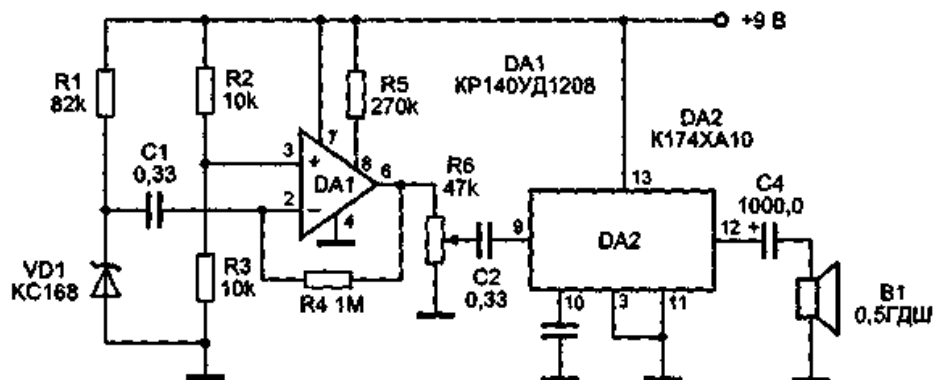 +9 В
DA1
КР140УД1208
R1
82k
R2
10k
R5
270k
DA2
К174ХА10
C1
0,33
3
+
7
8
6
DA1
2
−
4
R6
47k
13
C4
1000,0
9
DA2
12
+
VD1
КС168
R3
10k
R4 1M
C2
0,33
10
3
11
B1
0,5ГДШ